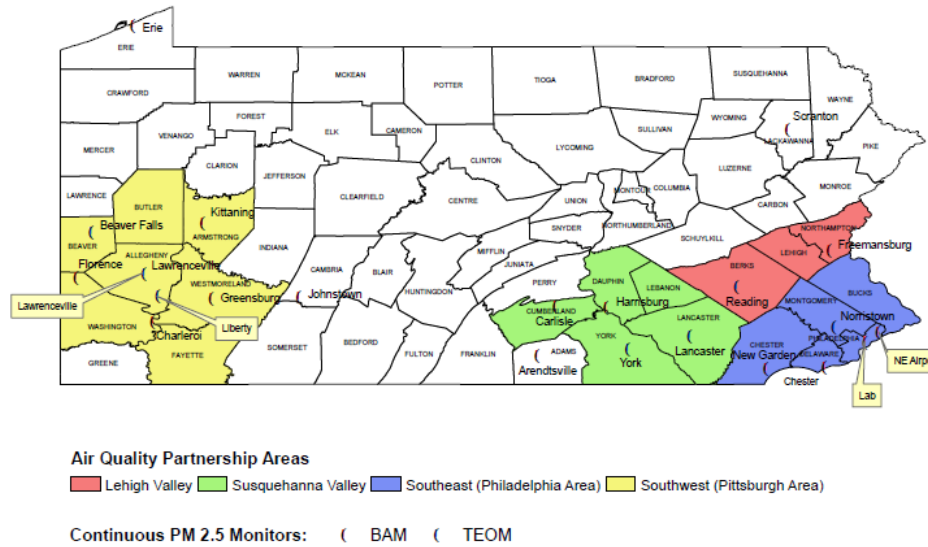 Erie
ERIE
WARREN
MCKEAN
POTTER
TIOGA
BRADFORD
SUSQUEHANNA
WAYNE
CRAWFORD
FOREST
WYOMING
Scranton
VENANGO
ELK
CAMERON
SULLIVAN
LACKAWANNA
MERCER
LYCOMING
PIKE
CLARION
CLINTON
LUZERNE
JEFFERSON
MONROE
LAWRENCE
CLEARFIELD
CENTRE
UNION
MONTOUR
COLUMBIA
CARBON
BUTLER
Kittaning
Beaver Falls
ARMSTRONG
SNYDER
NORTHUMBERLAND
NORTHAMPTON
BEAVER
INDIANA
SCHUYLKILL
Freemansburg
ALLEGHENY
MIFFLIN
LEHIGH
Florence
Lawrenceville
CAMBRIA
BLAIR
JUNIATA
BERKS
WESTMORELAND
PERRY
DAUPHIN
LEBANON
Greensburg
Johnstown
HUNTINGDON
Reading
BUCKS
Lawrenceville
Harrisburg
MONTGOMERY
CUMBERLAND
Carlisle
LANCASTER
Norristown
WASHINGTON
Charleroi
Liberty
YORK
PHILADELPHIA
GREENE
FAYETTE
SOMERSET
BEDFORD
FULTON
FRANKLIN
ADAMS
Arendtsville
York
Lancaster
CHESTER
New Garden
DELAWARE
NE Airpo
Chester
Lab
Air Quality Partnership Areas
Lehigh Valley Susquehanna Valley Southeast (Philadelphia Area) Southwest (Pittsburgh Area)
Continuous PM 2.5 Monitors: ( BAM ( TEOM